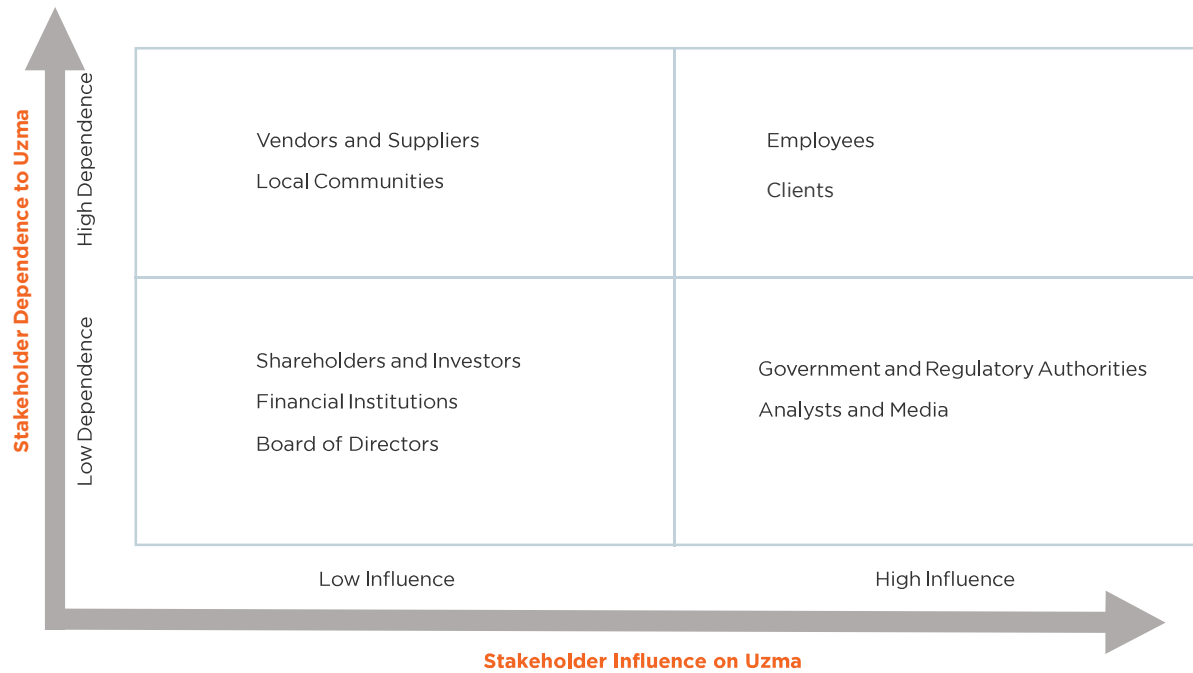 Stakeholder Dependence to Uzma
High Dependence
Low Dependence
Vendors and Suppliers
Local Communities
Employees
Clients
Shareholders and Investors
Financial Institutions
Board of Directors
Government and Regulatory Authorities
Analysts and Media
Low Influence
High Influence
Stakeholder Influence on Uzma